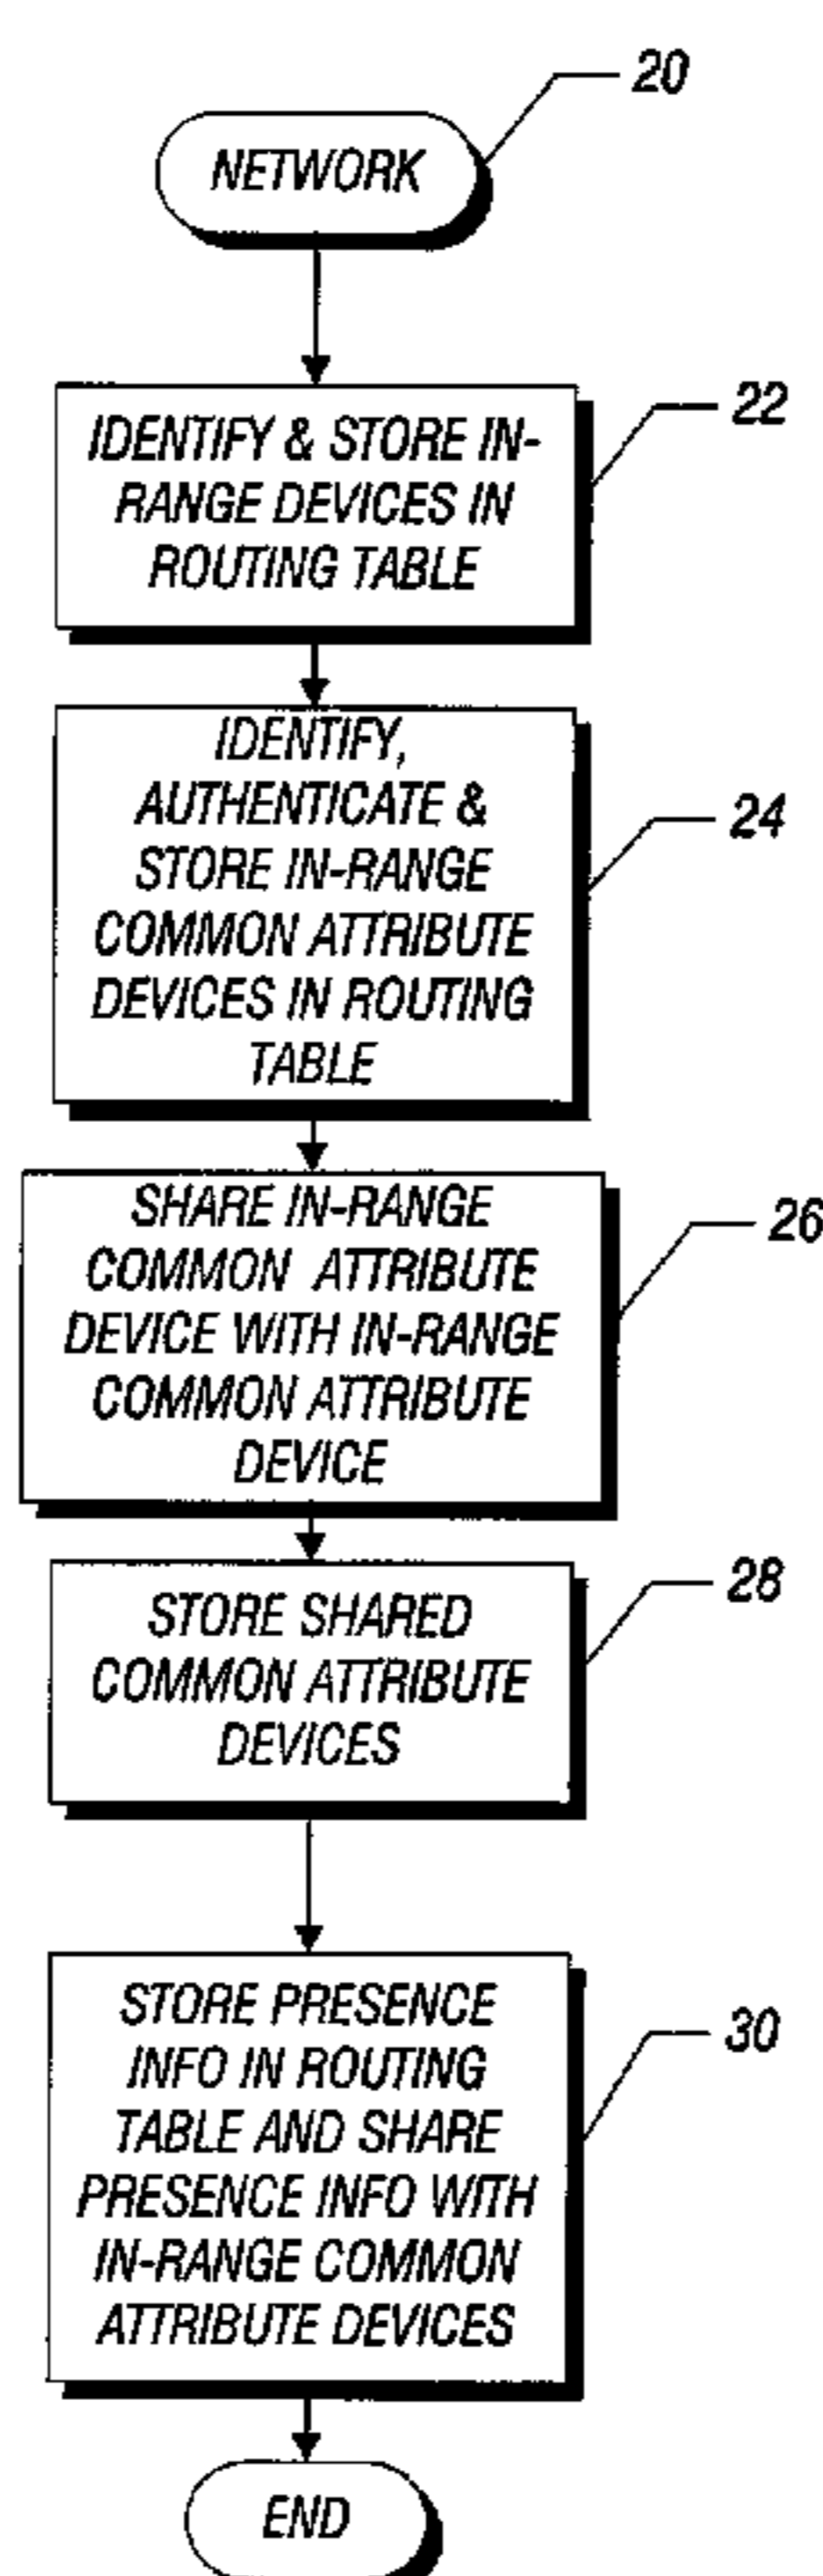 20
NETWORK
22
IDENTIFY & STORE IN-
RANGE DEVICES IN
ROUTING TABLE
24
IDENTIFY,
AUTHENTICATE &
STORE IN-RANGE
COMMON ATTRIBUTE
DEVICES IN ROUTING
TABLE
26
SHARE IN-RANGE
COMMON ATTRIBUTE
DEVICE WITH IN-RANGE
COMMON ATTRIBUTE
DEVICE
28
STORE SHARED
COMMON ATTRIBUTE
DEVICES
30
STORE PRESENCE
INFO IN ROUTING
TABLE AND SHARE
PRESENCE INFO WITH
IN-RANGE COMMON
ATTRIBUTE DEVICES
END